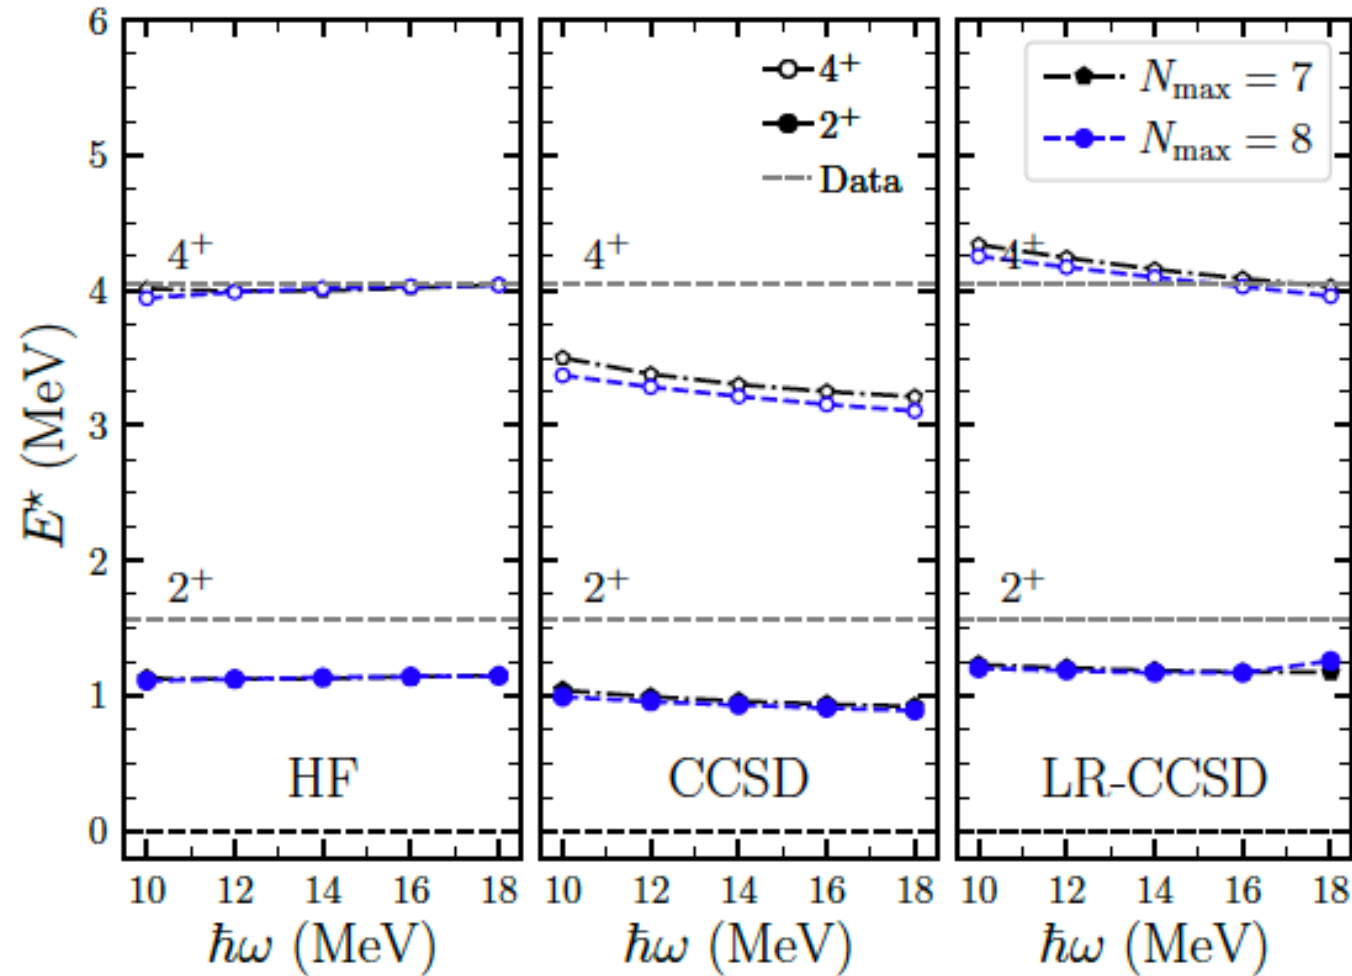 E* (MeV)
6
5
4
3
2
1
0
4⁺
2⁺
HF
10 12 14 16 18
ℏω (MeV)
4⁺
2⁺
Data
4⁺
2⁺
CCSD
10 12 14 16 18
ℏω (MeV)
N_max = 7
N_max = 8
4⁺
2⁺
LR-CCSD
10 12 14 16 18
ℏω (MeV)